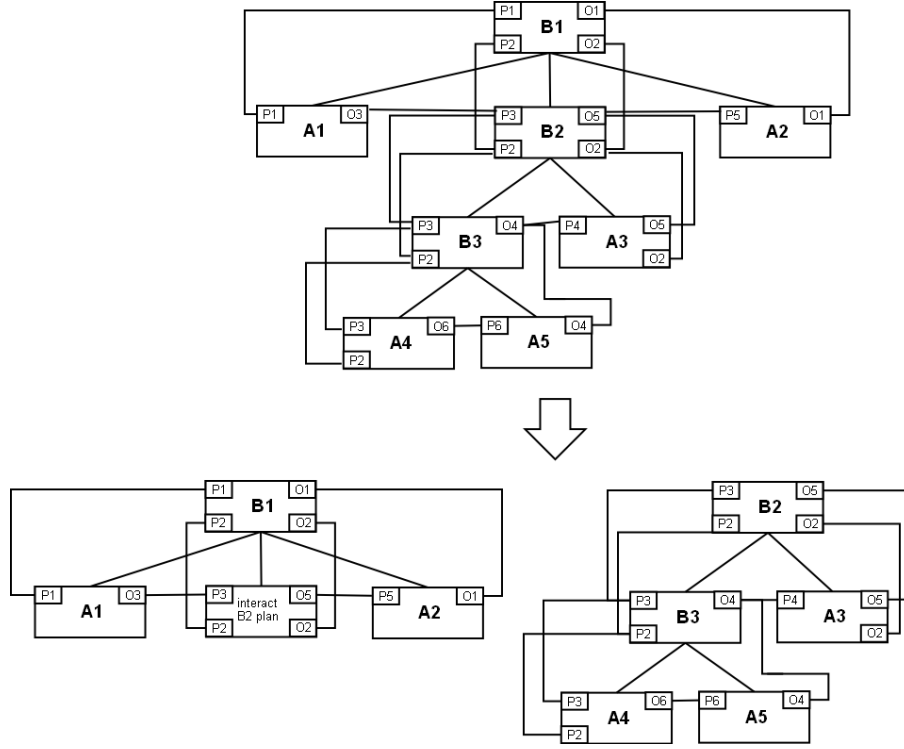 P1 B1 O1
P2 O2
P1 A1 O3
P3 B2 O5
P2 O2
P5 A2 O1
P3 B3 O4
P2
P4 A3 O5
O2
P3 A4 O6
P2
P6 A5 O4
P1 B1 O1
P2 O2
P1 A1 O3
P3 interact O5
B2 plan
P2 O2
P5 A2 O1
P3 B2 O5
P2 O2
P3 B3 O4
P2
P4 A3 O5
O2
P3 A4 O6
P2
P6 A5 O4